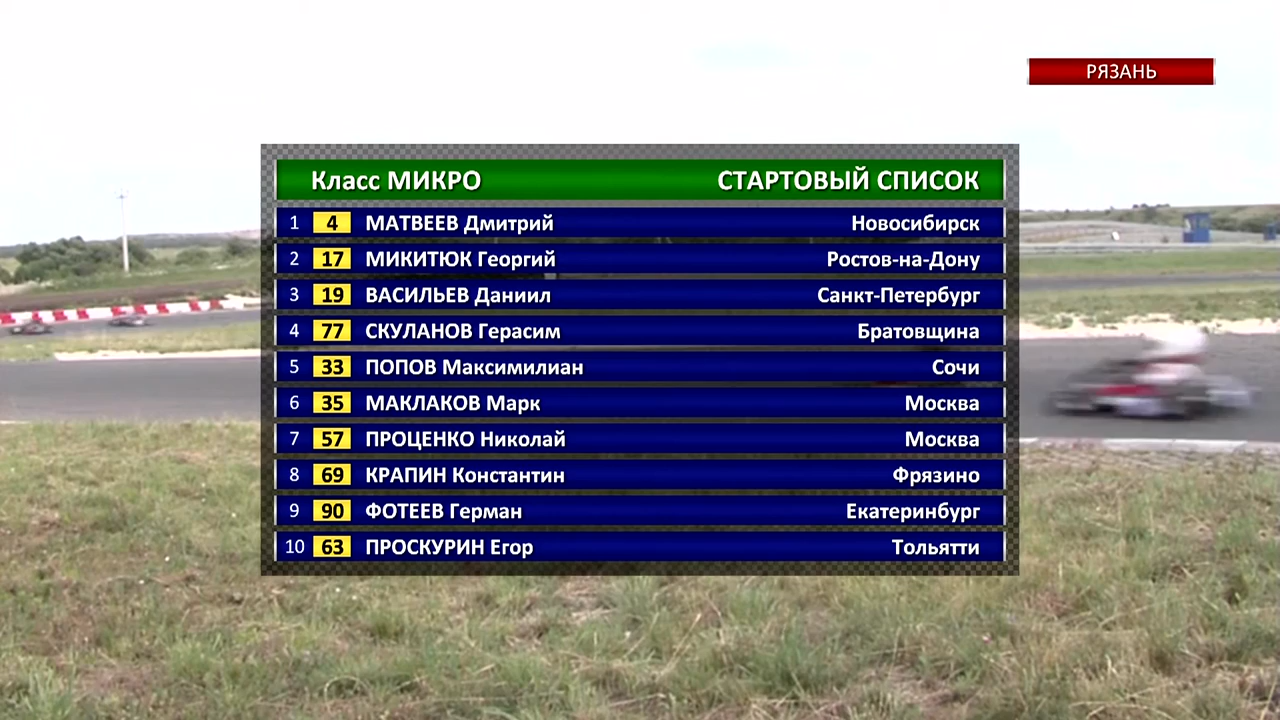 РЯЗАНЬ
Класс МИКРО СТАРТОВЫЙ СПИСОК
1 4 МАТВЕЕВ Дмитрий Новосибирск
2 17 МИКИТЮК Георгий Ростов-на-Дону
3 19 ВАСИЛЬЕВ Даниил Санкт-Петербург
4 77 СКУЛАНОВ Герасим Братовщина
5 33 ПОПОВ Максимилиан Сочи
6 35 МАКЛАКОВ Марк Москва
7 57 ПРОЦЕНКО Николай Москва
8 69 КРАПИН Константин Фрязино
9 90 ФОТЕЕВ Герман Екатеринбург
10 63 ПРОСКУРИН Егор Тольятти